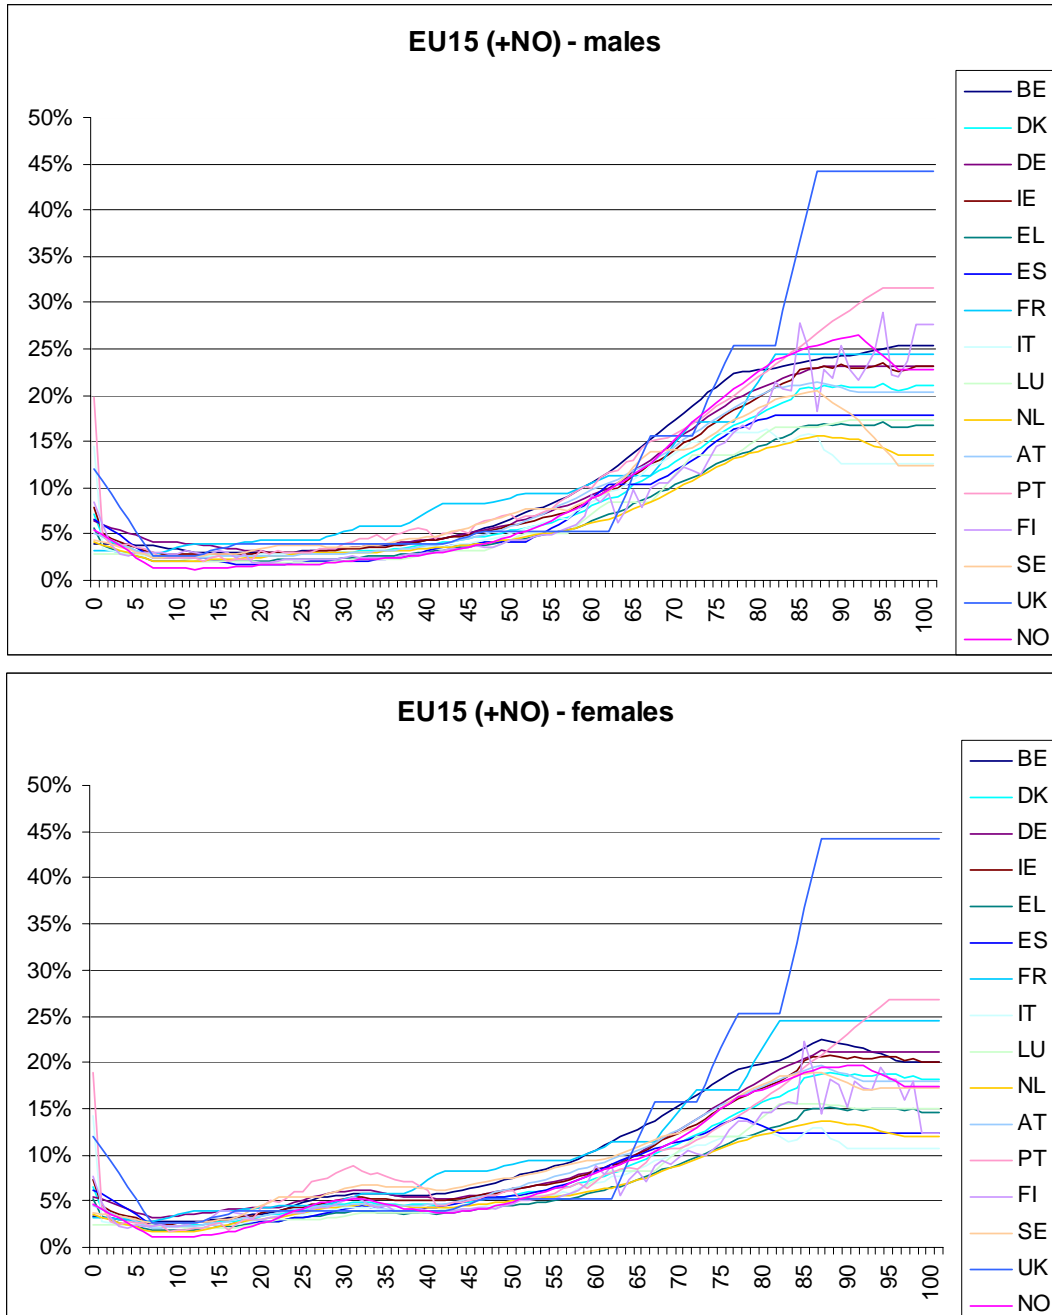 EU15 (+NO) - males
50%
45%
40%
35%
30%
25%
20%
15%
10%
5%
0%
0 5 10 15 20 25 30 35 40 45 50 55 60 65 70 75 80 85 90 95 100
BE
DK
DE
IE
EL
ES
FR
IT
LU
NL
AT
PT
FI
SE
UK
NO
EU15 (+NO) - females
50%
45%
40%
35%
30%
25%
20%
15%
10%
5%
0%
0 5 10 15 20 25 30 35 40 45 50 55 60 65 70 75 80 85 90 95 100
BE
DK
DE
IE
EL
ES
FR
IT
LU
NL
AT
PT
FI
SE
UK
NO